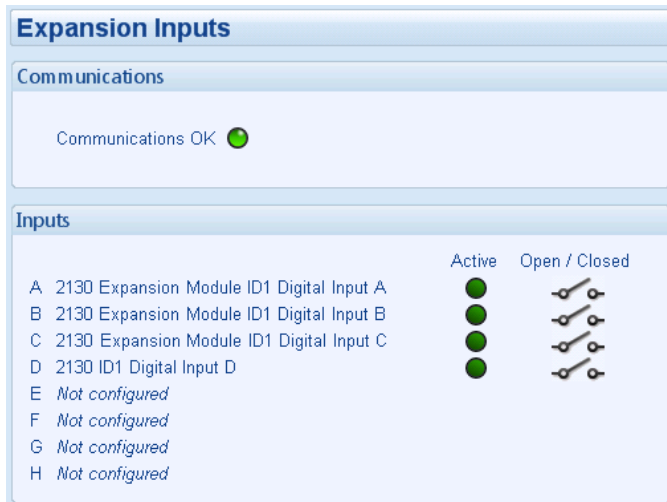 Expansion Inputs
Communications
Communications OK
Inputs
Active Open / Closed
A 2130 Expansion Module ID1 Digital Input A
B 2130 Expansion Module ID1 Digital Input B
C 2130 Expansion Module ID1 Digital Input C
D 2130 ID1 Digital Input D
E Not configured
F Not configured
G Not configured
H Not configured